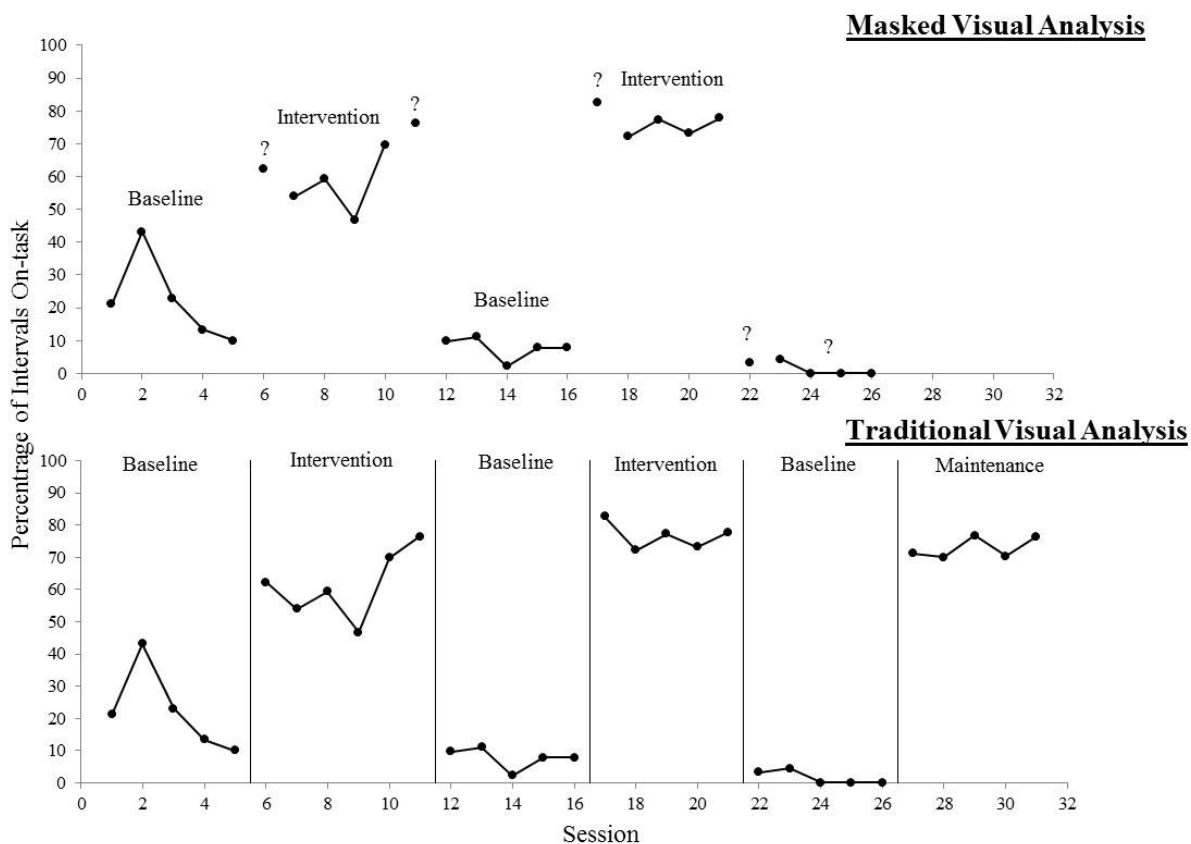 Masked Visual Analysis
100
90
80
70
60
50
40
30
20
10
0
? Intervention
Intervention ?
?
Baseline
Baseline
? ?
0 2 4 6 8 10 12 14 16 18 20 22 24 26 28 30 32
Percentrage of Intervals On-task
Traditional Visual Analysis
Baseline Intervention Baseline Intervention Baseline Maintenance
100
90
80
70
60
50
40
30
20
10
0
0 2 4 6 8 10 12 14 16 18 20 22 24 26 28 30 32
Session